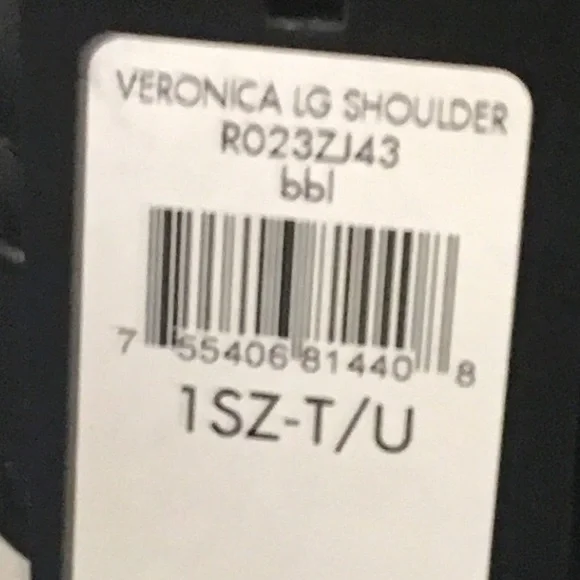 VERONICA LG SHOULDER
R023ZJ43
bbl
7 55406 81440 8
1SZ-T/U